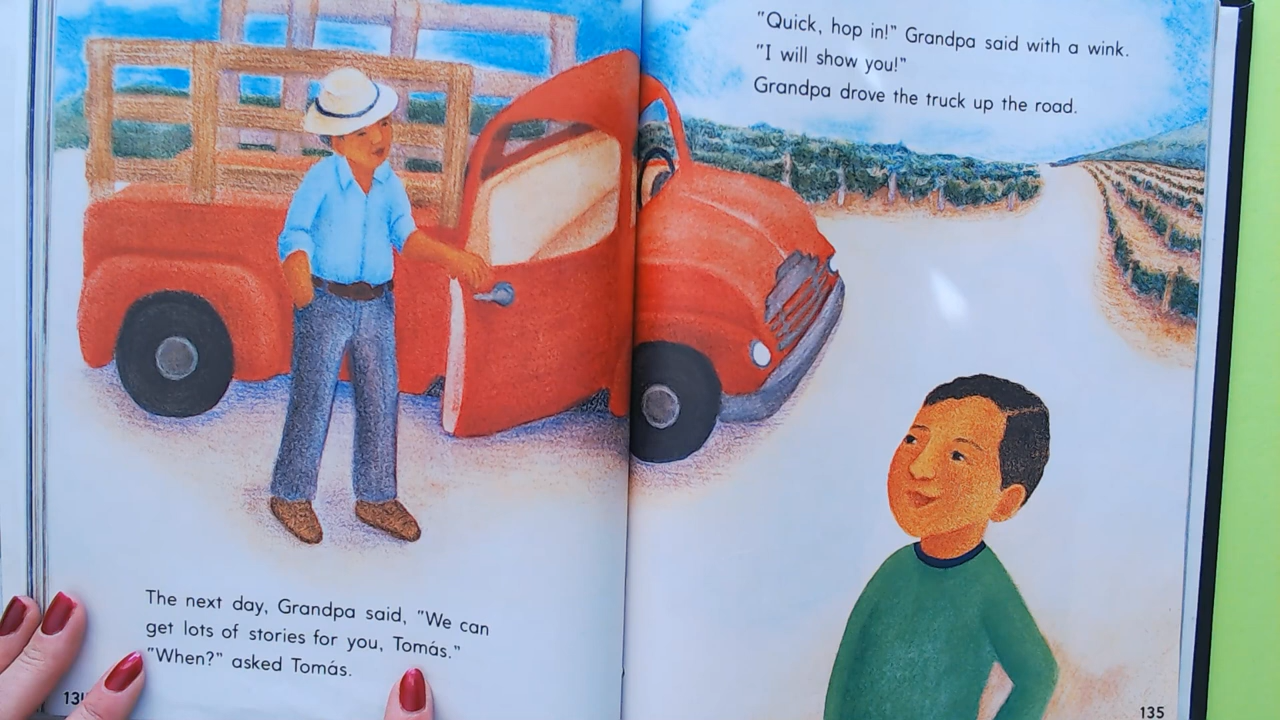 The next day, Grandpa said, "We can
get lots of stories for you, Tomás."
"When?" asked Tomás.
"Quick, hop in!" Grandpa said with a wink.
"I will show you!"
Grandpa drove the truck up the road.
135